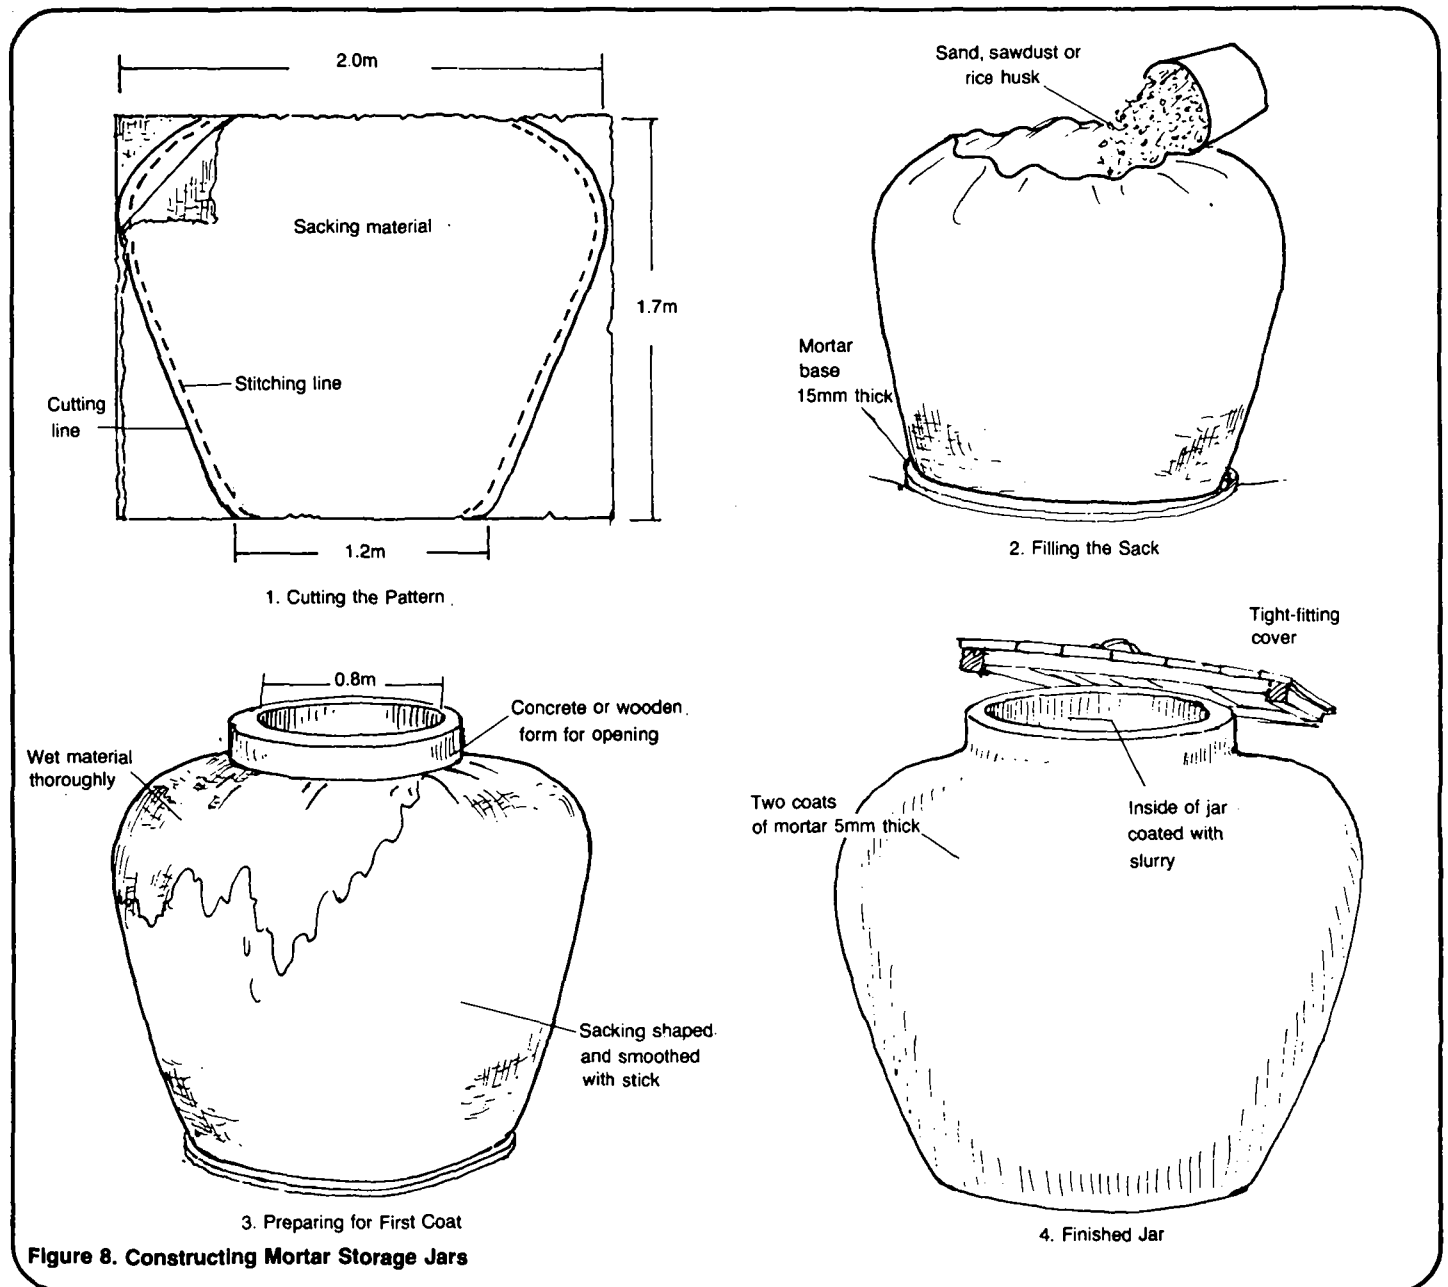 2.0m
Sacking material
1.7m
Stitching line
Cutting
line
1.2m
1. Cutting the Pattern
Sand, sawdust or
rice husk
Mortar
base
15mm thick
2. Filling the Sack
0.8m
Concrete or wooden
form for opening
Wet material
thoroughly
Sacking shaped
and smoothed
with stick
3. Preparing for First Coat
Tight-fitting
cover
Two coats
of mortar 5mm thick
Inside of jar
coated with
slurry
4. Finished Jar
Figure 8. Constructing Mortar Storage Jars